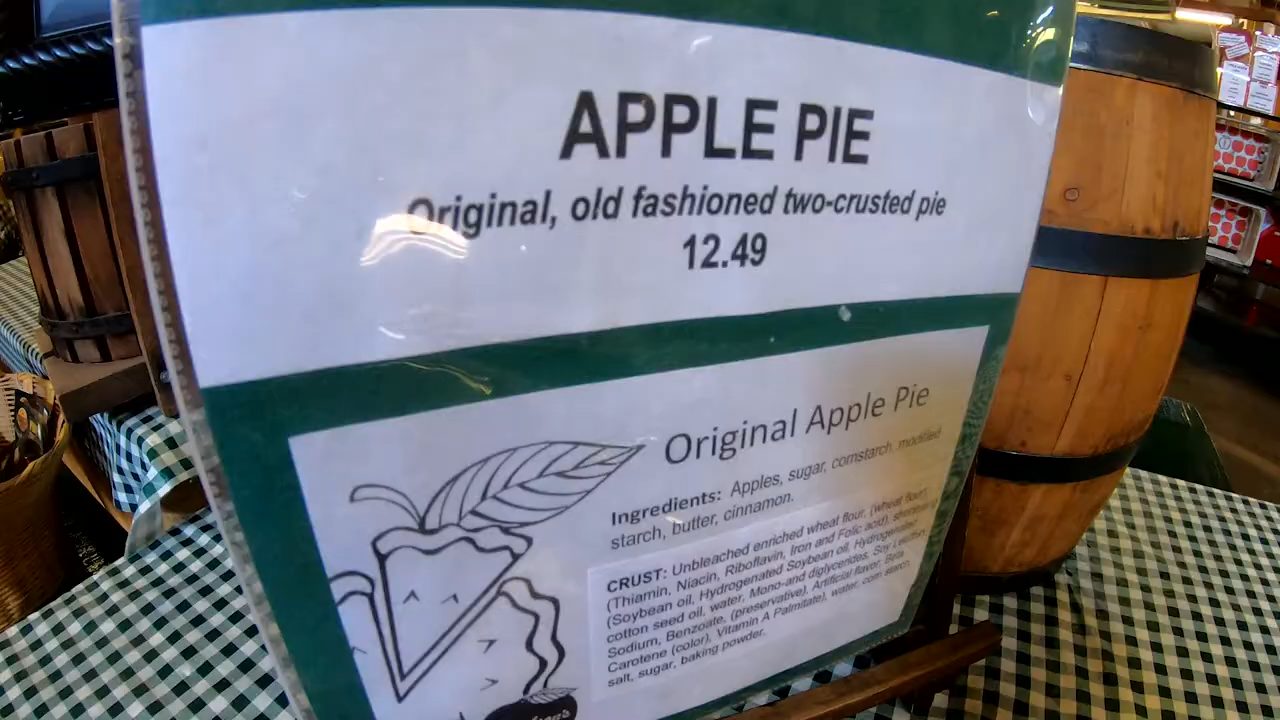 APPLE PIE
Original, old fashioned two-crusted pie
12.49
Original Apple Pie
Ingredients: Apples, sugar, cornstarch, modified
starch, butter, cinnamon.
CRUST: Unbleached enriched wheat flour, (wheat flour),
(Thiamin, Niacin, Riboflavin, Iron and Folic acid),
(Soybean oil, Hydrogenated Soybean oil, Hydrogenated
cotton seed oil, water, Mono-and diglycerides. Soy Lecithin,
Sodium, Benzoate, (preservative), Artificial flavor, Beta
Carotene (color), Vitamin A Palmitate), water, corn starch,
salt, sugar, baking powder.